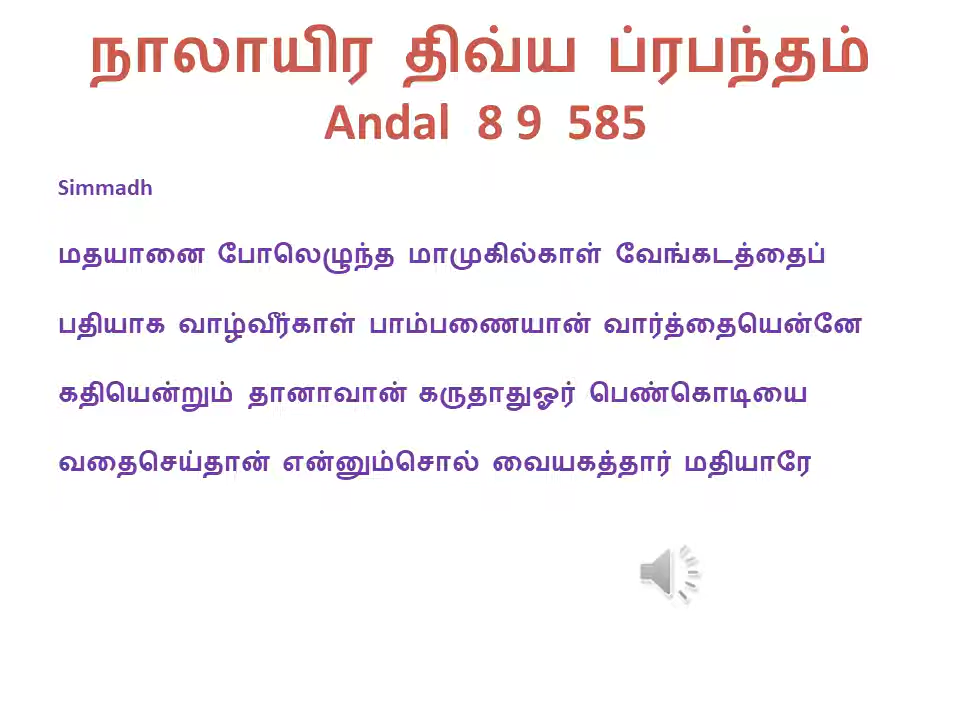 நாலாயிர திவ்ய ப்ரபந்தம்
Andal 8 9 585
Simmadh
மதயானை போலெழுந்த மாமுகில்காள் வேங்கடத்தைப்
பதியாக வாழ்வீர்காள் பாம்பணையான் வார்த்தையென்னே
கதியென்றும் தானாவான் கருதாதுஓர் பெண்கொடியை
வதைசெய்தான் என்னும்சொல் வையகத்தார் மதியாரே